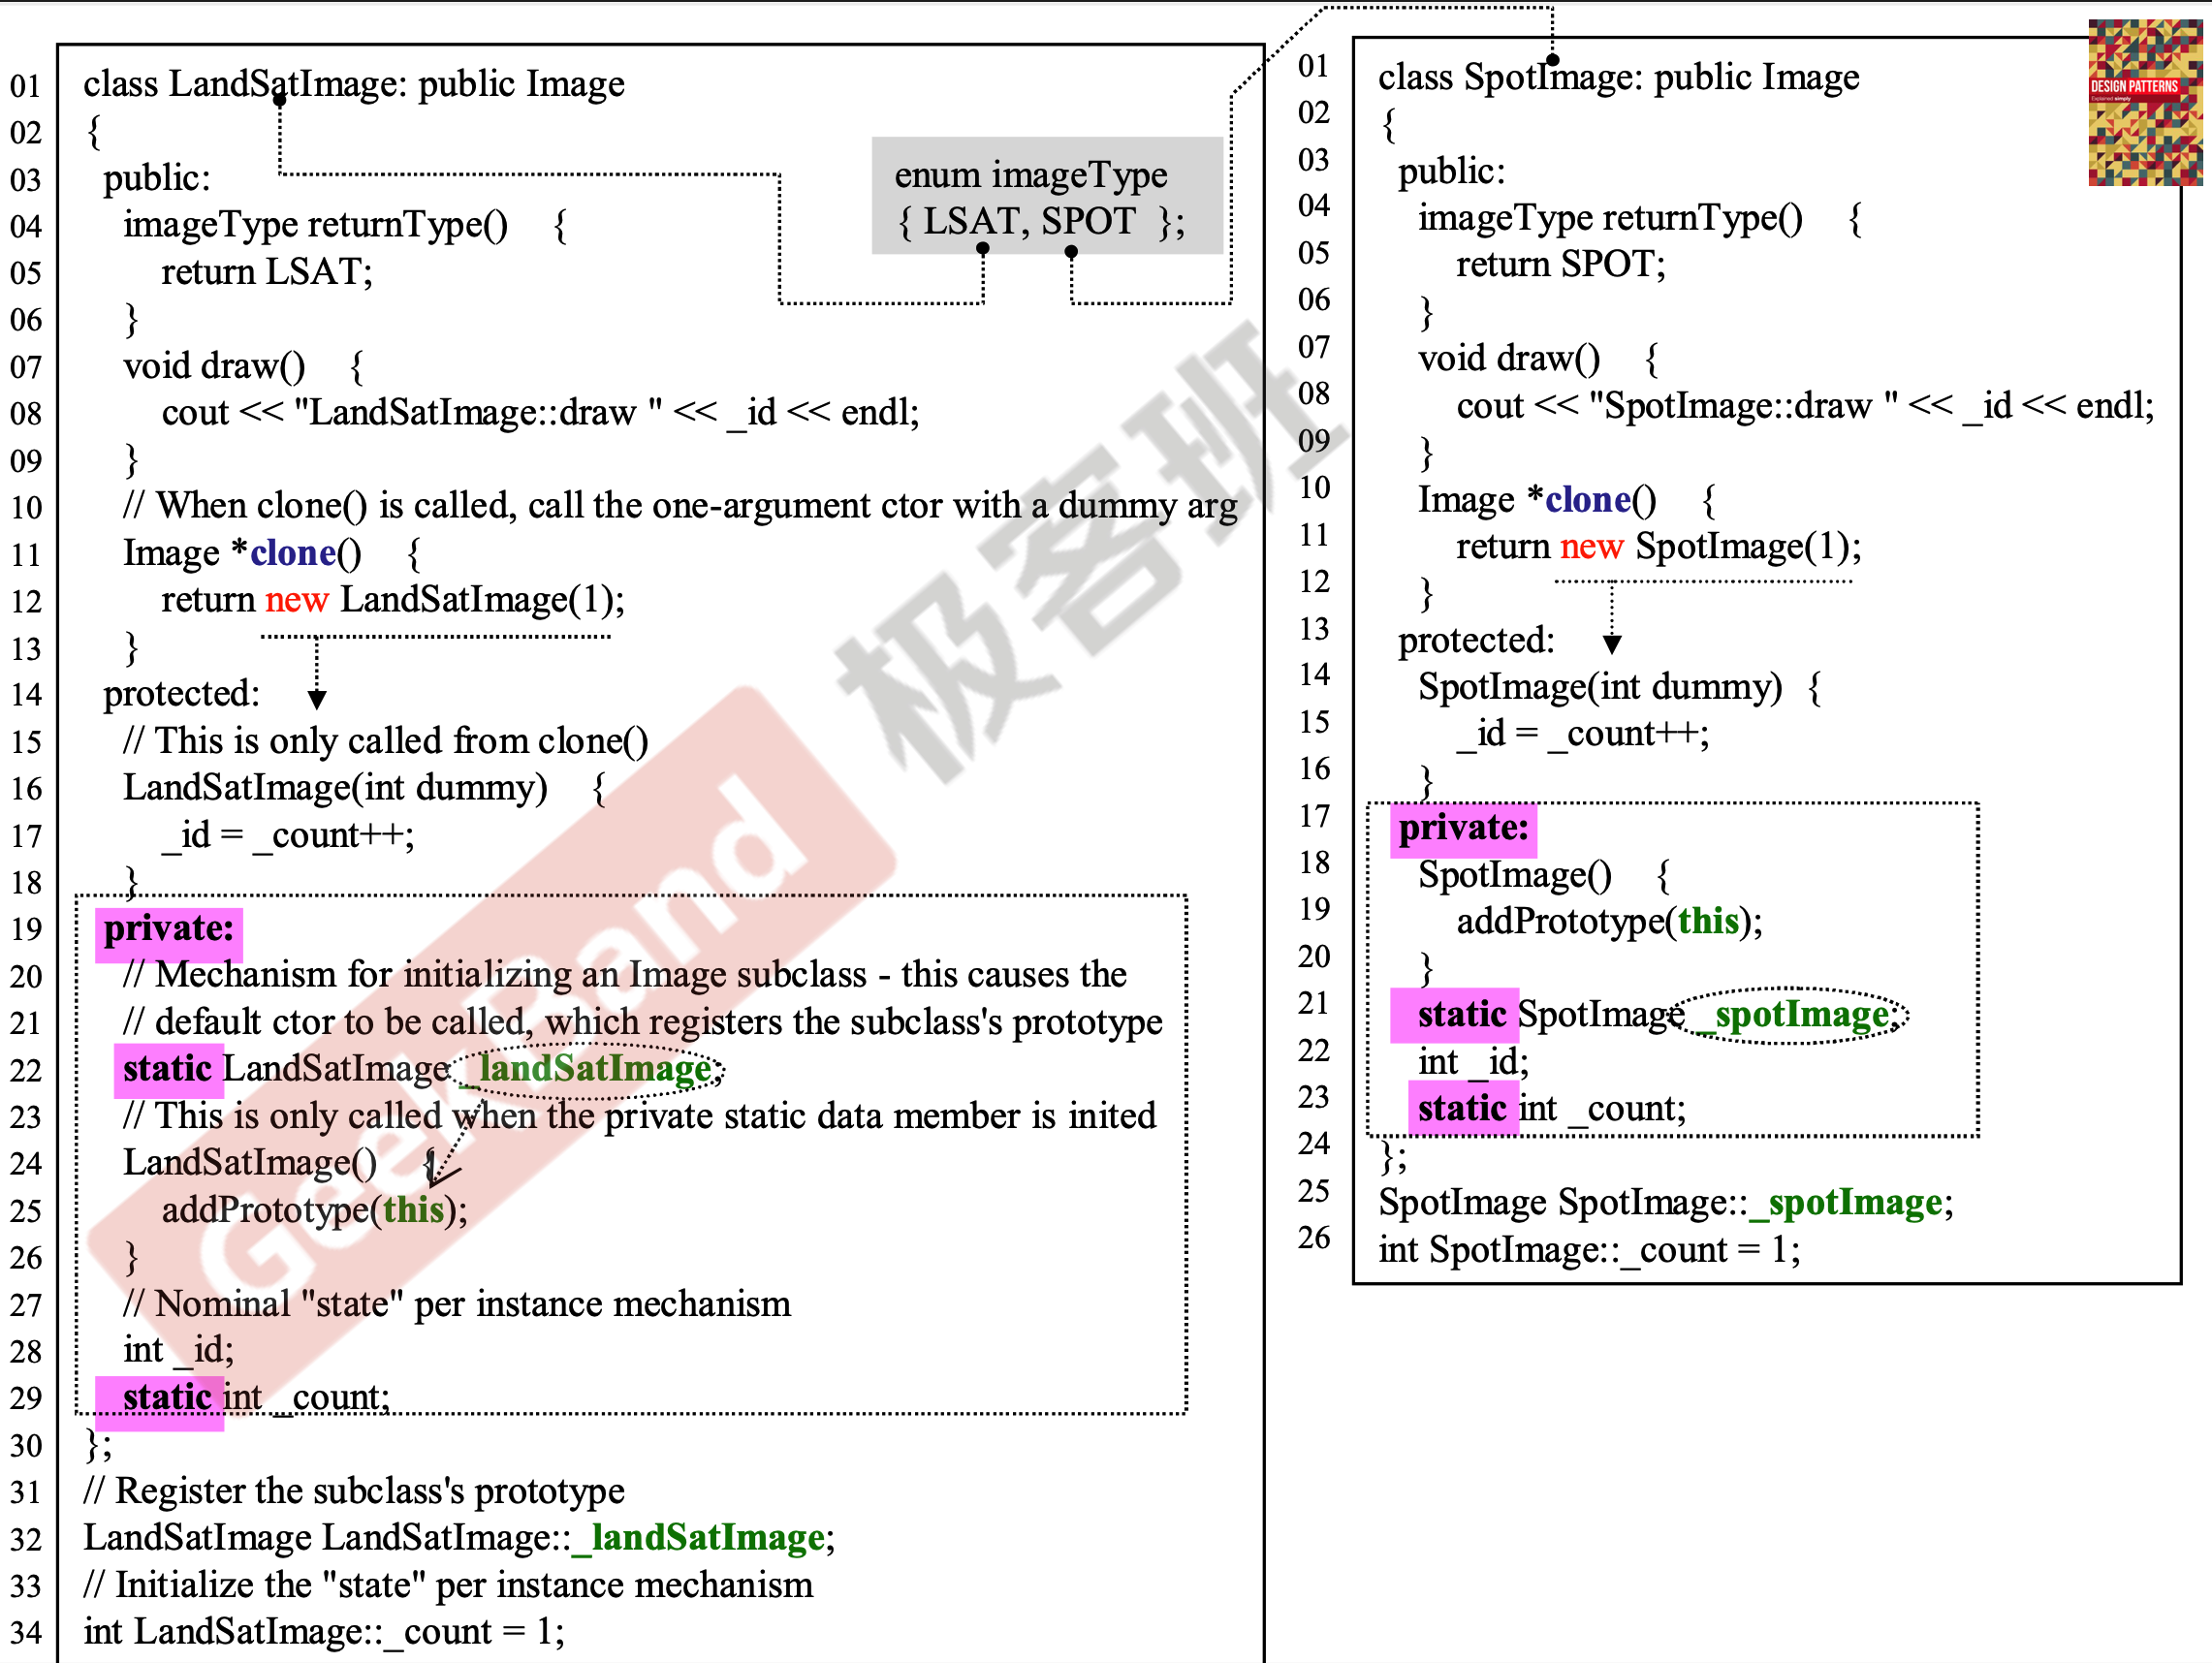 01 class LandSatImage: public Image
02 {
03 public:
04 imageType returnType() {
05 return LSAT;
06 }
07 void draw() {
08 cout << "LandSatImage::draw " << _id << endl;
09 }
10 // When clone() is called, call the one-argument ctor with a dummy arg
11 Image *clone() {
12 return new LandSatImage(1);
13 }
14 protected:
15 // This is only called from clone()
16 LandSatImage(int dummy) {
17 _id = _count++;
18 }
19 private:
20 // Mechanism for initializing an Image subclass - this causes the
21 // default ctor to be called, which registers the subclass's prototype
22 static LandSatImage _landSatImage;
23 // This is only called when the private static data member is inited
24 LandSatImage() {
25 addPrototype(this);
26 }
27 // Nominal "state" per instance mechanism
28 int _id;
29 static int _count;
30 };
31 // Register the subclass's prototype
32 LandSatImage LandSatImage::_landSatImage;
33 // Initialize the "state" per instance mechanism
34 int LandSatImage::_count = 1;
enum imageType
{ LSAT, SPOT };
01 class SpotImage: public Image
02 {
03 public:
04 imageType returnType() {
05 return SPOT;
06 }
07 void draw() {
08 cout << "SpotImage::draw " << _id << endl;
09 }
10 Image *clone() {
11 return new SpotImage(1);
12 }
13 protected:
14 SpotImage(int dummy) {
15 _id = _count++;
16 }
17 private:
18 SpotImage() {
19 addPrototype(this);
20 }
21 static SpotImage _spotImage;
22 int _id;
23 static int _count;
24 };
25 SpotImage SpotImage::_spotImage;
26 int SpotImage::_count = 1;
DESIGN PATTERNS
Explained simply
GeekBand 极客班